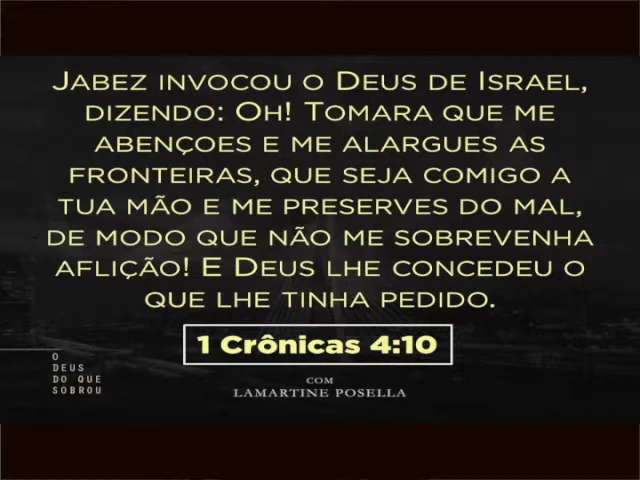 JABEZ INVOCOU O DEUS DE ISRAEL,
DIZENDO: OH! TOMARA QUE ME
ABENÇOES E ME ALARGUES AS
FRONTEIRAS, QUE SEJA COMIGO A
TUA MÃO E ME PRESERVES DO MAL,
DE MODO QUE NÃO ME SOBREVENHA
AFLIÇÃO! E DEUS LHE CONCEDEU O
QUE LHE TINHA PEDIDO.
1 Crônicas 4:10
O
DEUS
DO QUE
SOBROU
COM
LAMARTINE POSELLA